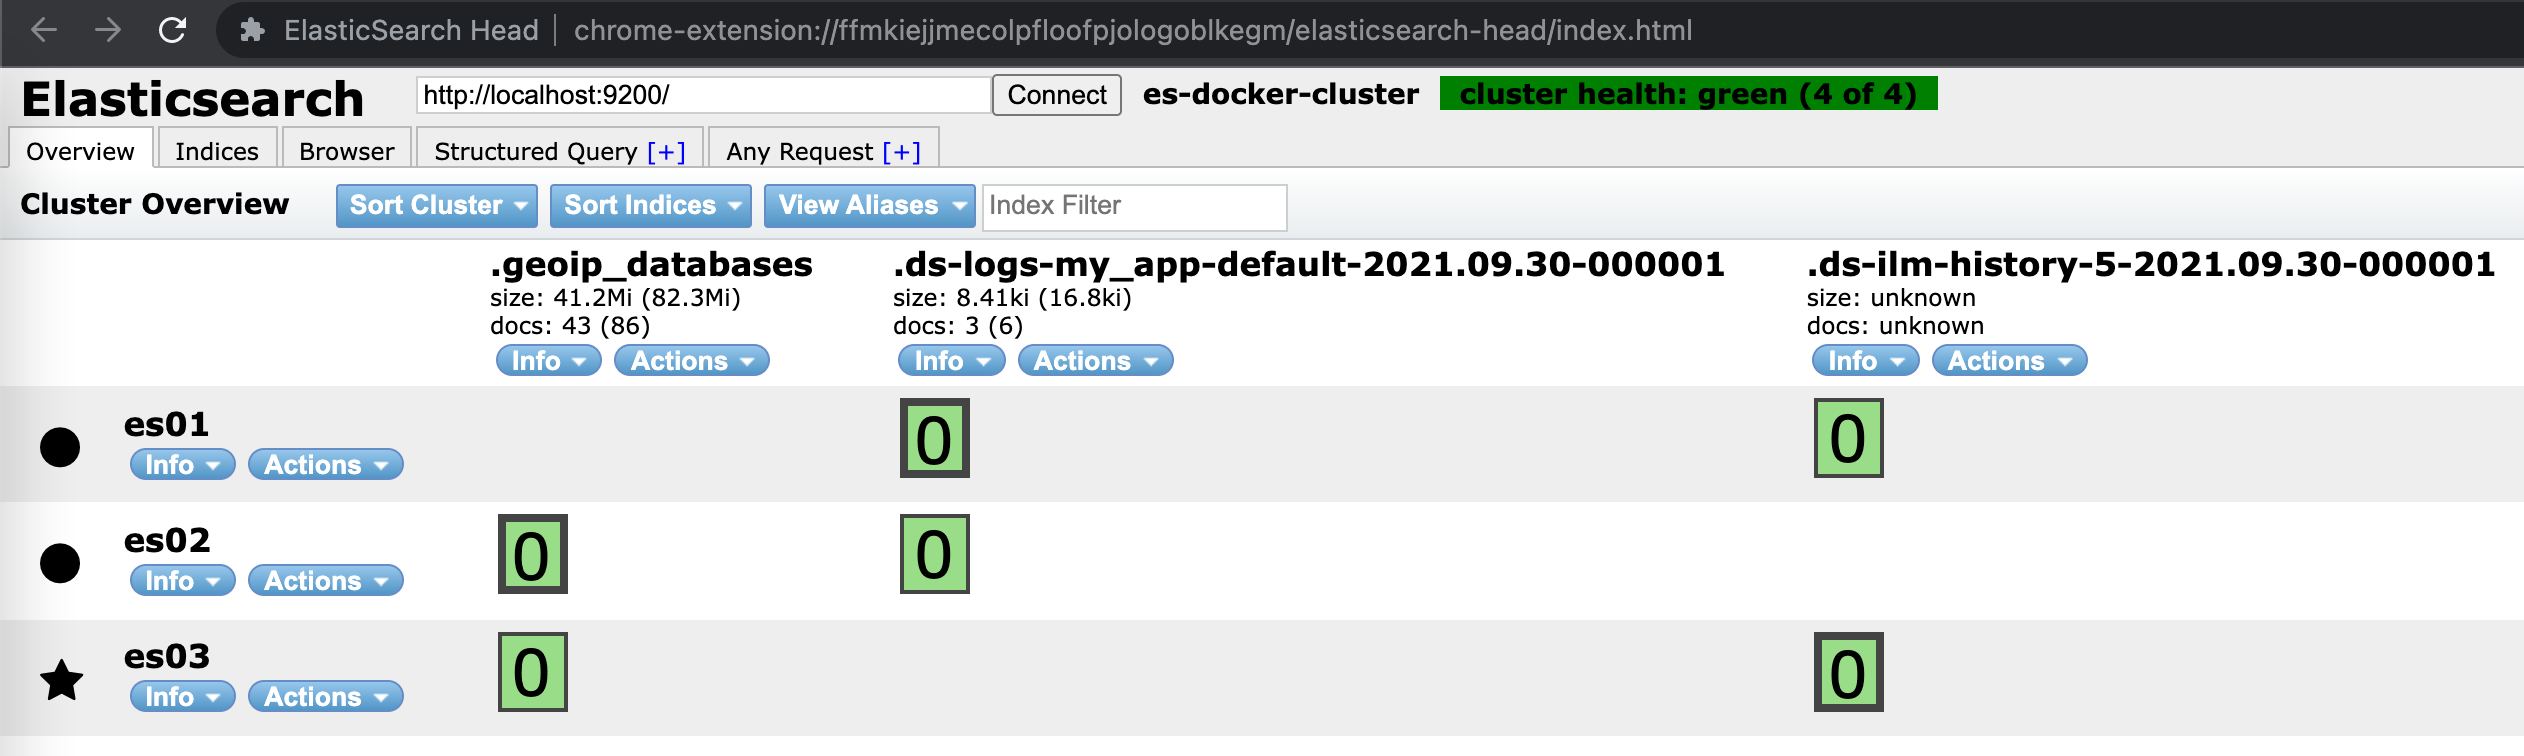 ElasticSearch Head chrome-extension://ffmkiejjmecolpfloofpjologoblkegm/elasticsearch-head/index.html
Elasticsearch http://localhost:9200/ Connect es-docker-cluster cluster health: green (4 of 4)
Overview Indices Browser Structured Query [+] Any Request [+]
Cluster Overview Sort Cluster Sort Indices View Aliases Index Filter
.geoip_databases .ds-logs-my_app-default-2021.09.30-000001 .ds-ilm-history-5-2021.09.30-000001
size: 41.2Mi (82.3Mi) size: 8.41ki (16.8ki) size: unknown
docs: 43 (86) docs: 3 (6) docs: unknown
Info Actions Info Actions Info Actions
es01 0 0
Info Actions
es02 0 0
Info Actions
es03 0 0
Info Actions